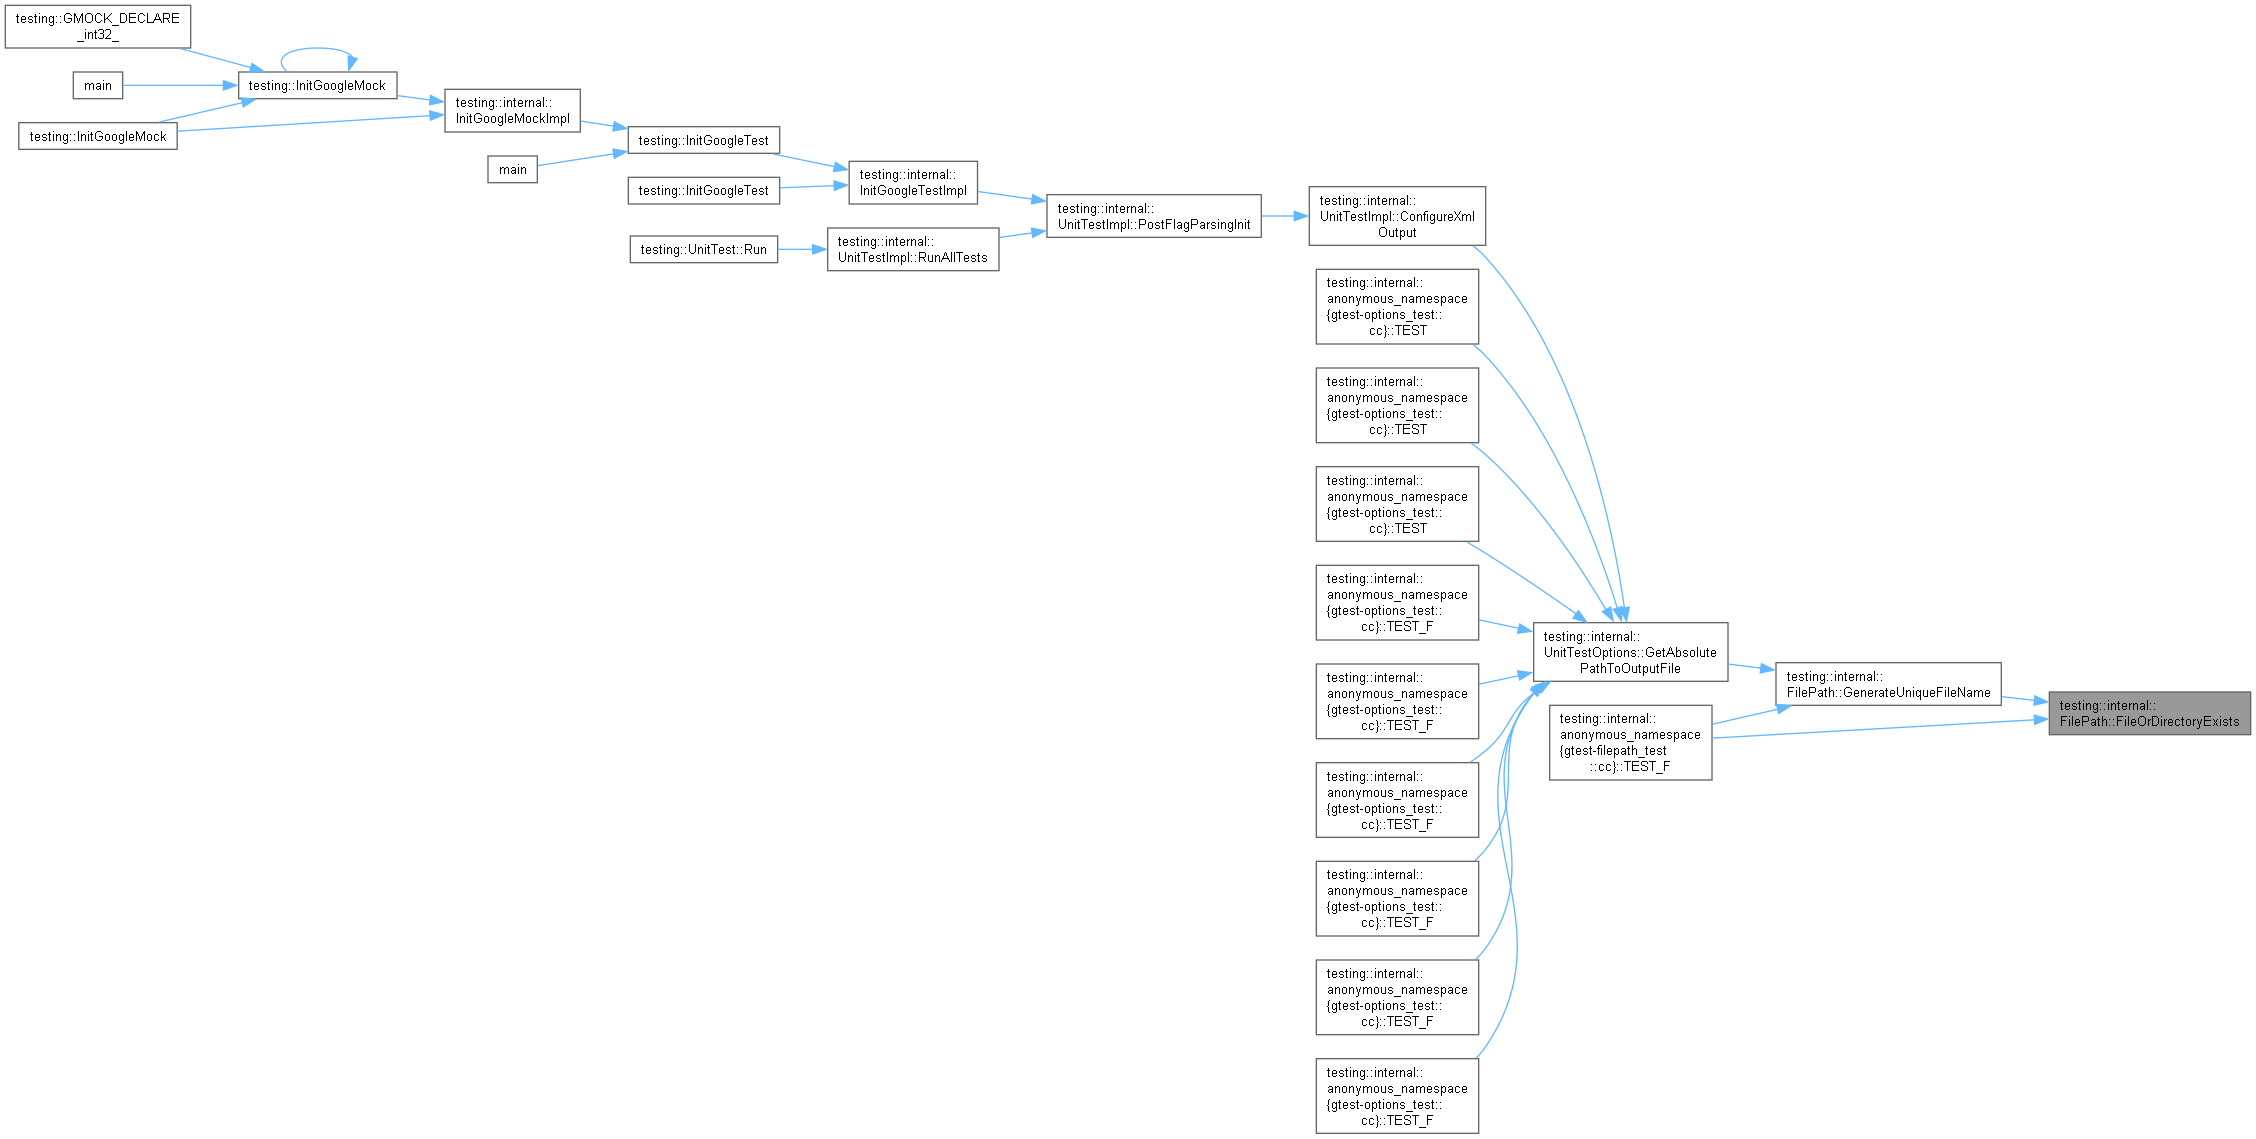 testing::GMOCK_DECLARE
_int32_
main
testing::InitGoogleMock
testing::InitGoogleMock
testing::internal::
InitGoogleMockImpl
testing::InitGoogleTest
main
testing::InitGoogleTest
testing::UnitTest::Run
testing::internal::
InitGoogleTestImpl
testing::internal::
UnitTestImpl::RunAllTests
testing::internal::
UnitTestImpl::PostFlagParsingInit
testing::internal::
UnitTestImpl::ConfigureXml
Output
testing::internal::
anonymous_namespace
{gtest-options_test::
cc}::TEST
testing::internal::
anonymous_namespace
{gtest-options_test::
cc}::TEST
testing::internal::
anonymous_namespace
{gtest-options_test::
cc}::TEST
testing::internal::
anonymous_namespace
{gtest-options_test::
cc}::TEST_F
testing::internal::
anonymous_namespace
{gtest-options_test::
cc}::TEST_F
testing::internal::
anonymous_namespace
{gtest-options_test::
cc}::TEST_F
testing::internal::
anonymous_namespace
{gtest-options_test::
cc}::TEST_F
testing::internal::
anonymous_namespace
{gtest-options_test::
cc}::TEST_F
testing::internal::
anonymous_namespace
{gtest-options_test::
cc}::TEST_F
testing::internal::
UnitTestOptions::GetAbsolute
PathToOutputFile
testing::internal::
anonymous_namespace
{gtest-filepath_test
::cc}::TEST_F
testing::internal::
FilePath::GenerateUniqueFileName
testing::internal::
FilePath::FileOrDirectoryExists